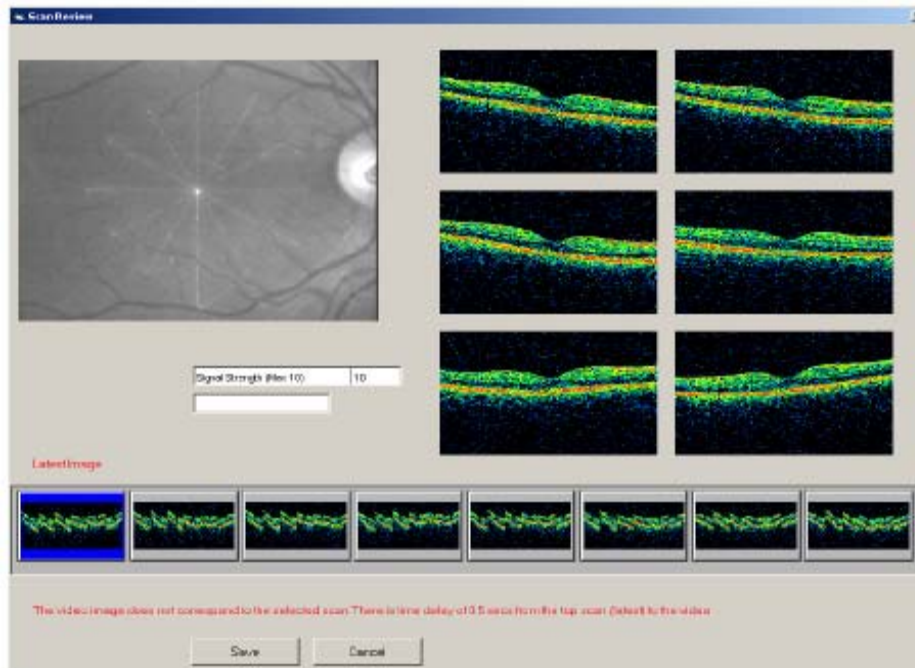 Scan Review
Signal Strength (Max 10) 10
Latest Image
The video image does not correspond to the selected scan. There is time delay of 0.5 secs from the top scan (latest) to the video
Save
Cancel